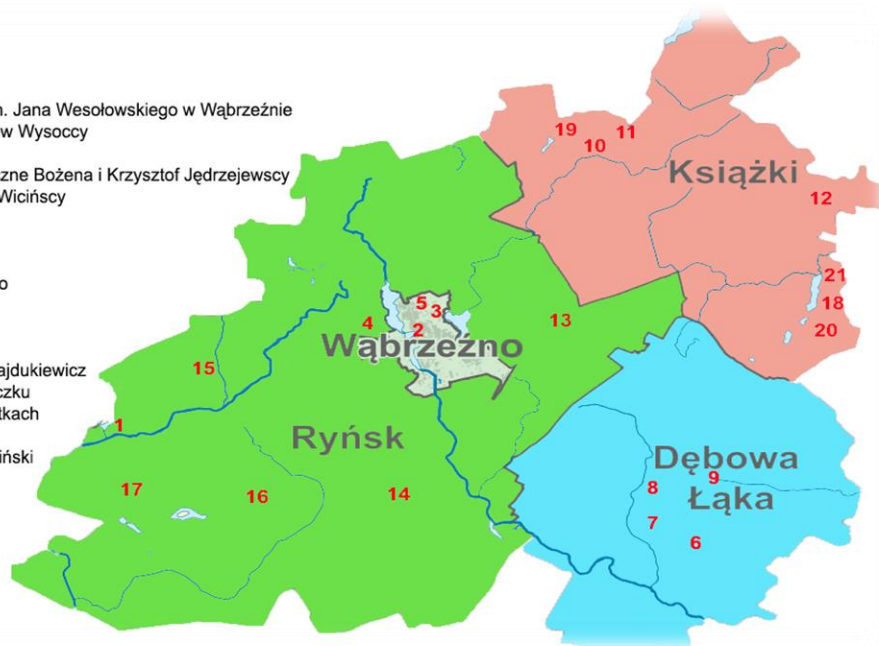 n. Jana Wesołowskiego w Wąbrzeźnie
w Wysoccy
zne Bożena i Krzysztof Jędrzejewscy
Wicińscy
o
ajdukiewicz
czku
tkach
iński
19
10
11
Książki
12
21
18
20
5
3
4
2
13
Wąbrzeźno
15
1
Ryńsk
17
16
14
Dębowa
8
9
Łąka
7
6